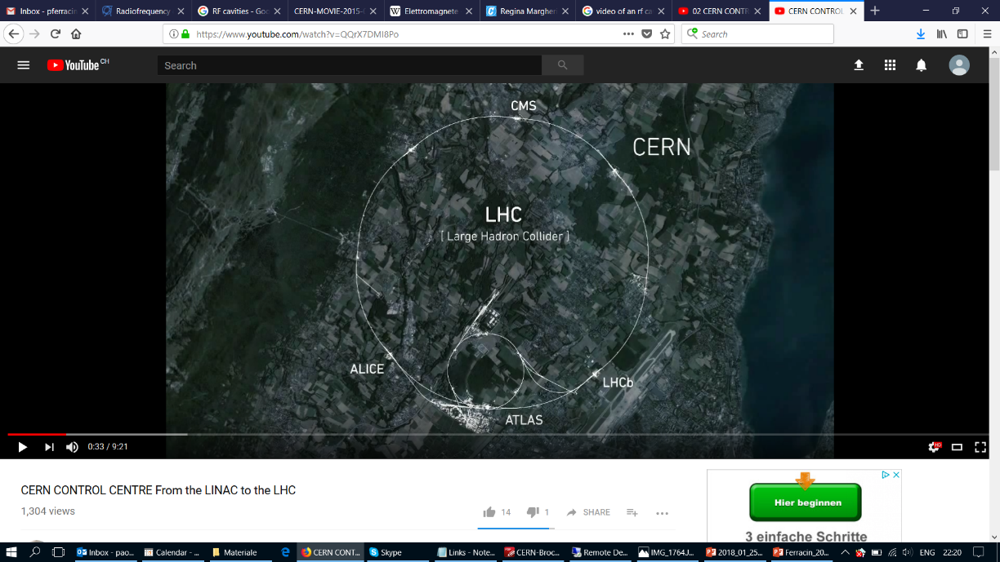 Inbox - pferracin
Radiofrequency
RF cavities - Goo
CERN-MOVIE-2015-
Elettromagnete
Regina Margheri
video of an rf ca
02 CERN CONTR
CERN CONTROL
https://www.youtube.com/watch?v=QQrX7DMI8Po
Search
YouTube CH
Search
CMS
CERN
LHC
[ Large Hadron Collider ]
ALICE
LHCb
ATLAS
0:33 / 9:21
HD
CERN CONTROL CENTRE From the LINAC to the LHC
1,304 views
14
1
SHARE
Hier beginnen
3 einfache Schritte
Inbox - pao...
Calendar - ...
Materiale
CERN CONT...
Skype
Links - Note...
CERN-Broc...
Remote De...
IMG_1764.J...
2018_01_25...
Ferracin_20...
ENG
22:20